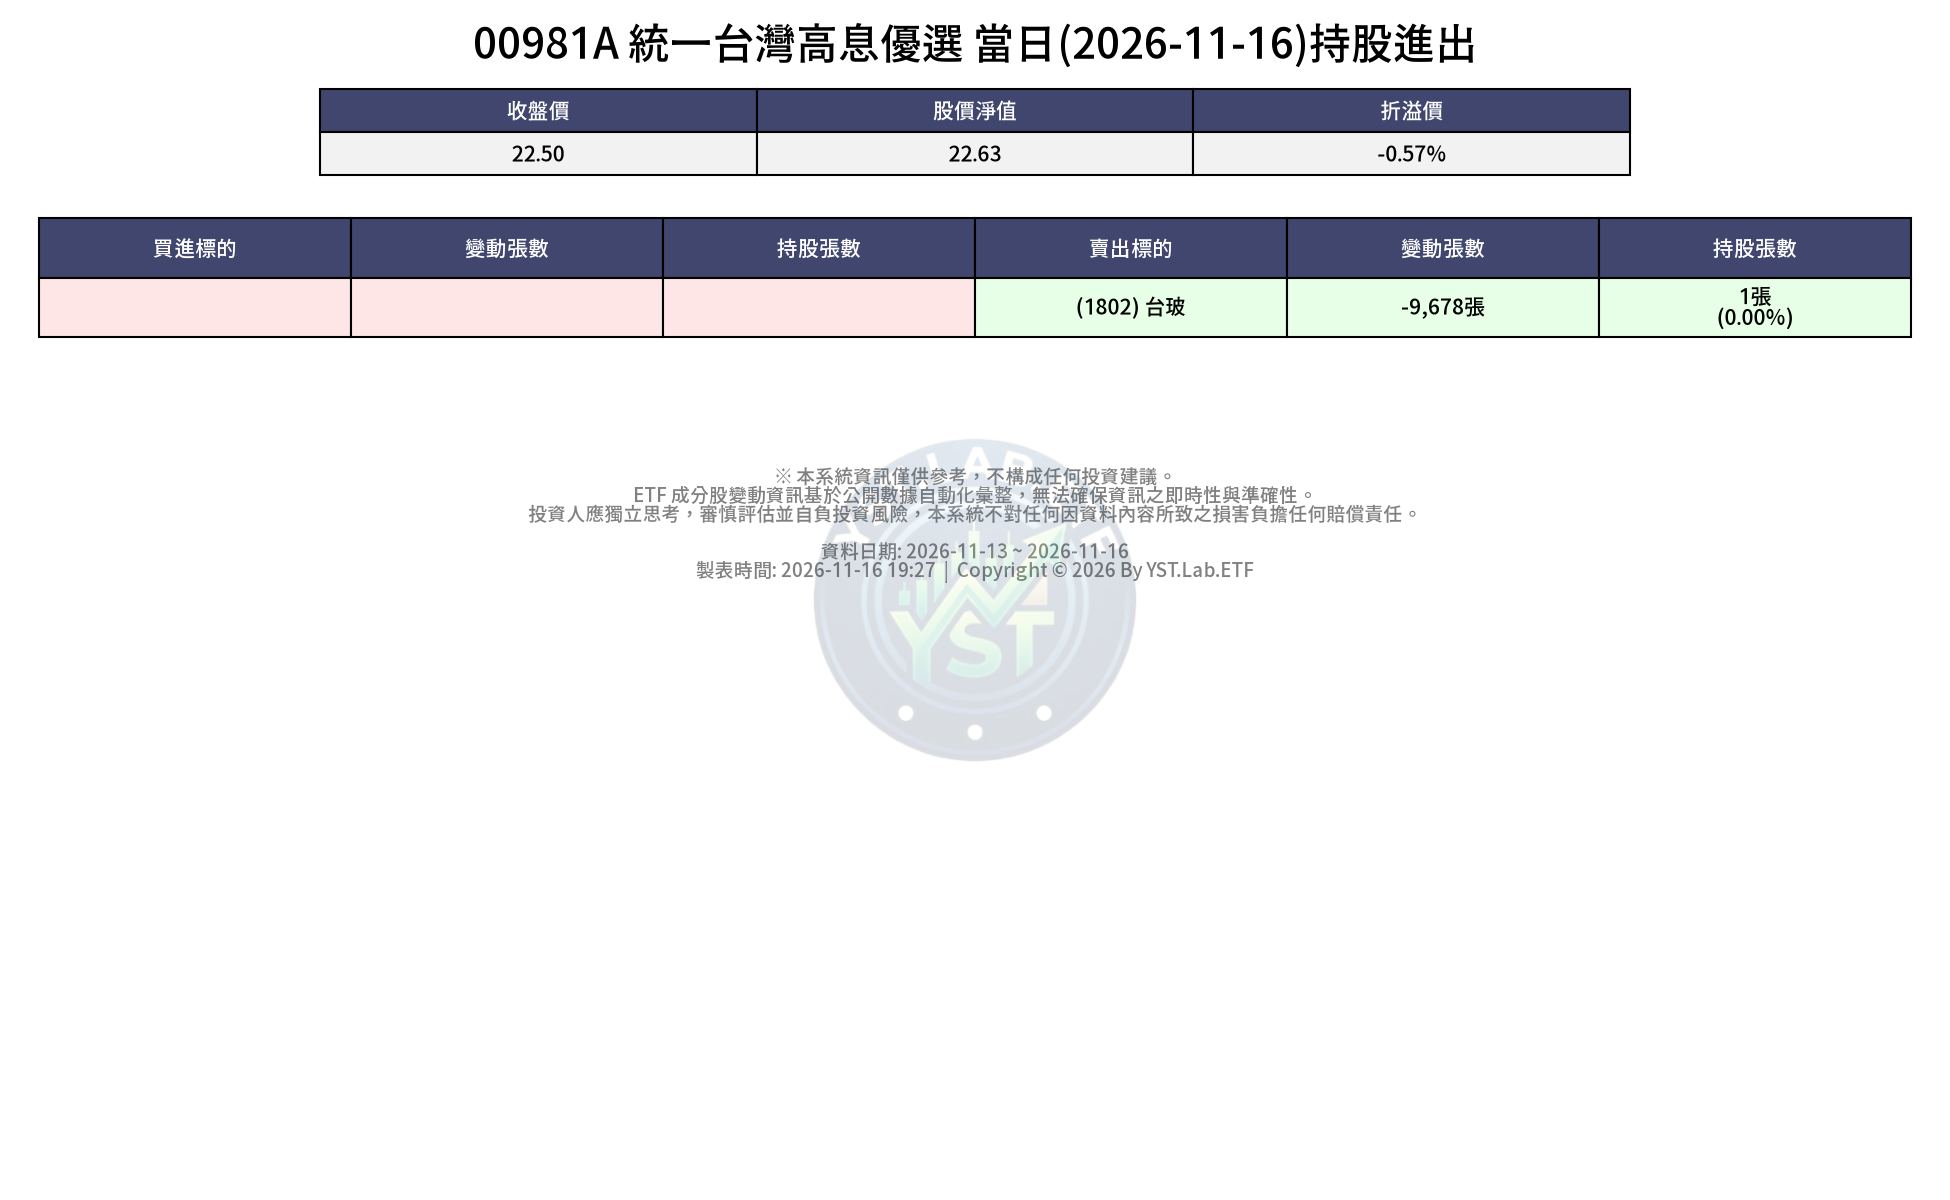 00981A 統一台灣高息優選 當日(2026-11-16)持股進出
收盤價 股價淨值 折溢價
22.50 22.63 -0.57%
買進標的 變動張數 持股張數 賣出標的 變動張數 持股張數
(1802) 台玻 -9,678張 1張
(0.00%)
※ 本系統資訊僅供參考，不構成任何投資建議。
ETF 成分股變動資訊基於公開數據自動化彙整，無法確保資訊之即時性與準確性。
投資人應獨立思考，審慎評估並自負投資風險，本系統不對任何因資料內容所致之損害負擔任何賠償責任。
資料日期: 2026-11-13 ~ 2026-11-16
製表時間: 2026-11-16 19:27 | Copyright © 2026 By YST.Lab.ETF
YST